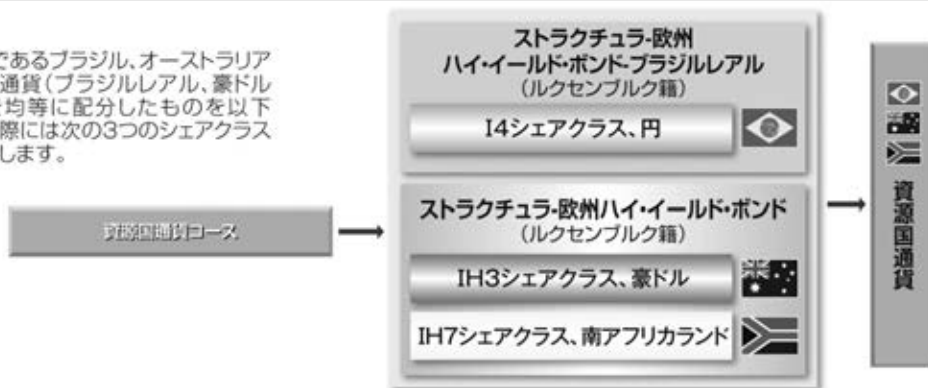 であるブラジル、オーストラリア
通貨(ブラジルレアル、豪ドル
を均等に配分したものを以下
際には次の3つのシェアクラス
します。
資源国通貨コース
ストラクチュラ-欧州
ハイ・イールド・ボンド-ブラジルレアル
(ルクセンブルク籍)
I4シェアクラス、円
ストラクチュラ-欧州ハイ・イールド・ボンド
(ルクセンブルク籍)
IH3シェアクラス、豪ドル
IH7シェアクラス、南アフリカランド
資源国通貨